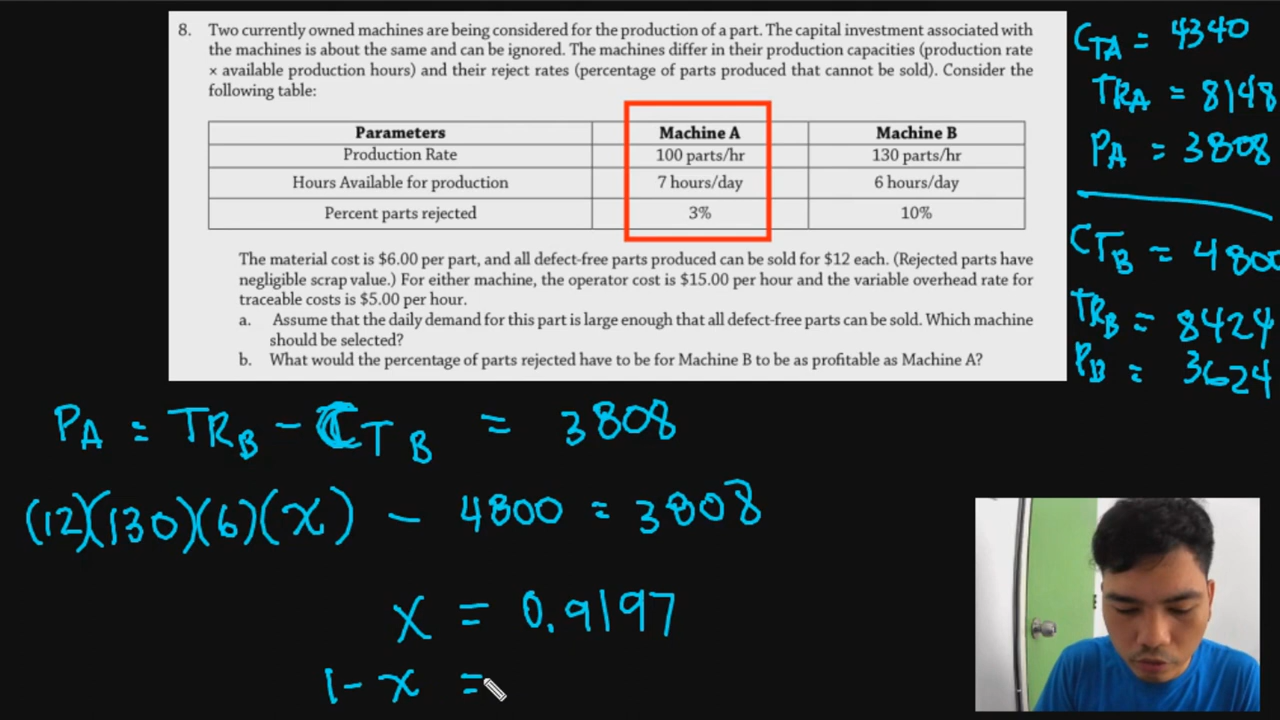 8. Two currently owned machines are being considered for the production of a part. The capital investment associated with
the machines is about the same and can be ignored. The machines differ in their production capacities (production rate
× available production hours) and their reject rates (percentage of parts produced that cannot be sold). Consider the
following table:
Parameters Machine A Machine B
Production Rate 100 parts/hr 130 parts/hr
Hours Available for production 7 hours/day 6 hours/day
Percent parts rejected 3% 10%
The material cost is $6.00 per part, and all defect-free parts produced can be sold for $12 each. (Rejected parts have
negligible scrap value.) For either machine, the operator cost is $15.00 per hour and the variable overhead rate for
traceable costs is $5.00 per hour.
a. Assume that the daily demand for this part is large enough that all defect-free parts can be sold. Which machine
should be selected?
b. What would the percentage of parts rejected have to be for Machine B to be as profitable as Machine A?
CTA = 4340
TRA = 8148
PA = 3808
CTB = 4800
TRB = 8424
PB = 3624
PA = TRB - CTB = 3808
(12)(130)(6)(x) - 4800 = 3808
x = 0.9197
1 - x =